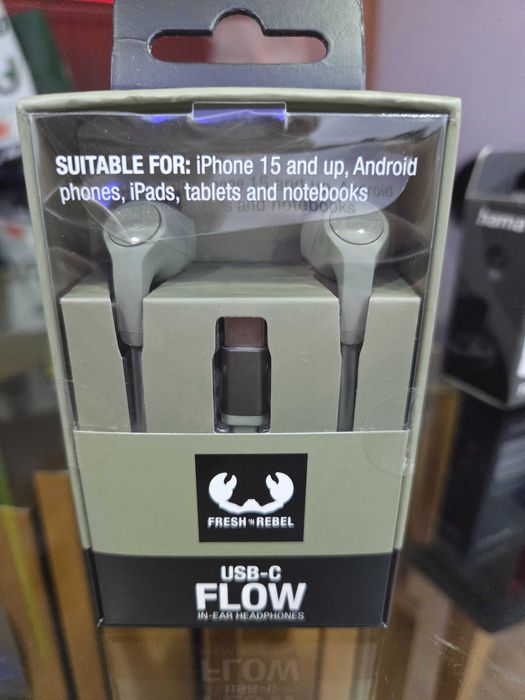 SUITABLE FOR: iPhone 15 and up, Android
phones, iPads, tablets and notebooks
hama
FRESH 'N REBEL
USB-C
FLOW
IN-EAR HEADPHONES